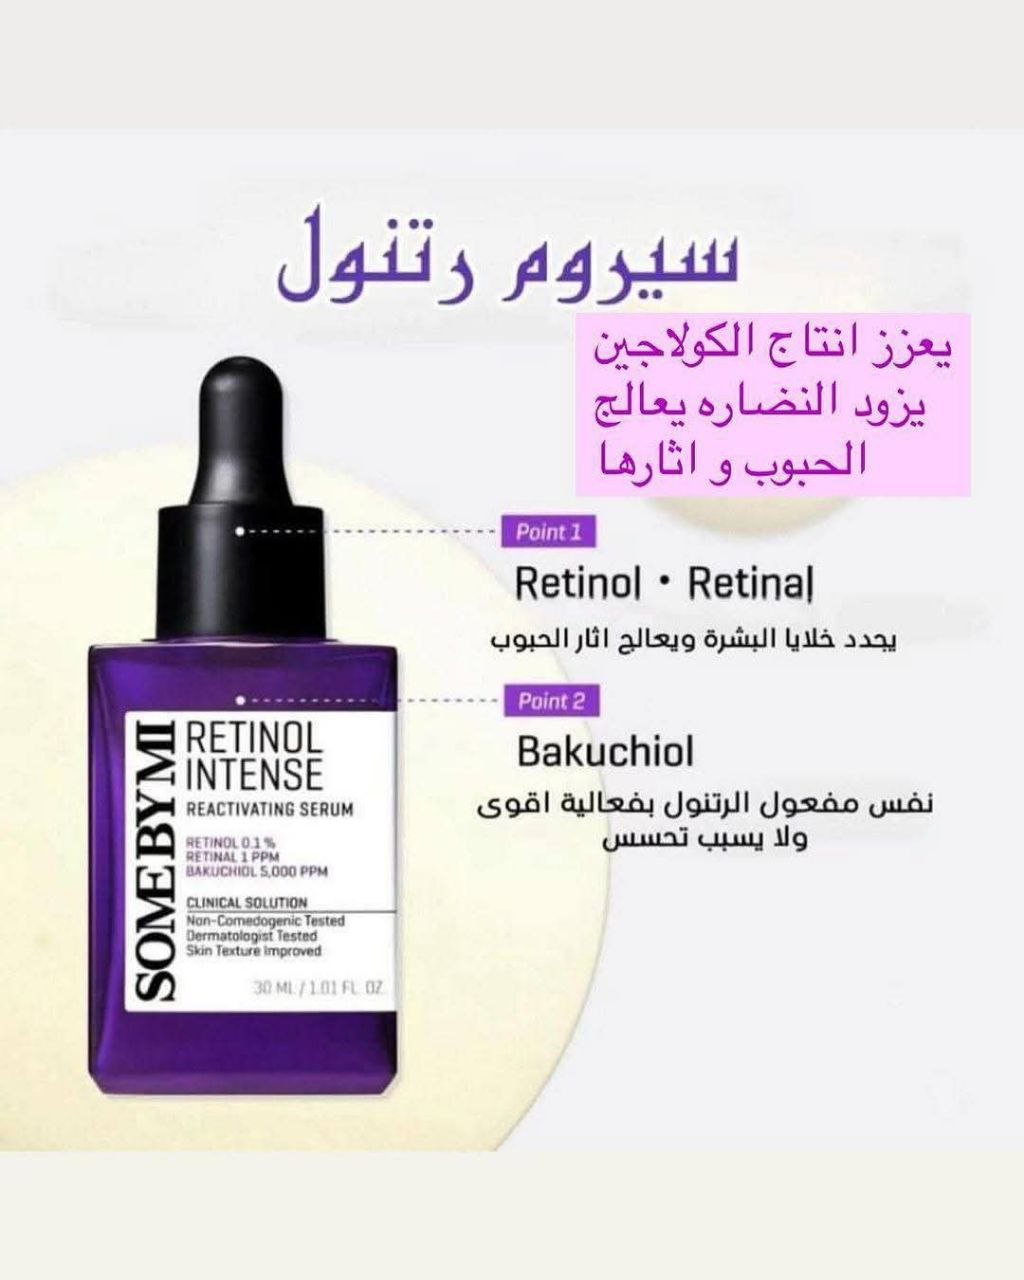 سيروم رتنول
يعزز انتاج الكولاجين
يزود النضاره يعالج
الحبوب و اثارها
Point 1
Retinol • Retinal
يجدد خلايا البشرة ويعالج اثار الحبوب
Point 2
Bakuchiol
نفس مفعول الرتنول بفعالية اقوى
ولا يسبب تحسس
SOMEBYMI
RETINOL
INTENSE
REACTIVATING SERUM
RETINOL 0.1 %
RETINAL 1 PPM
BAKUCHIOL 5,000 PPM
CLINICAL SOLUTION
Non-Comedogenic Tested
Dermatologist Tested
Skin Texture Improved
30 ML / 1.01 FL. OZ.